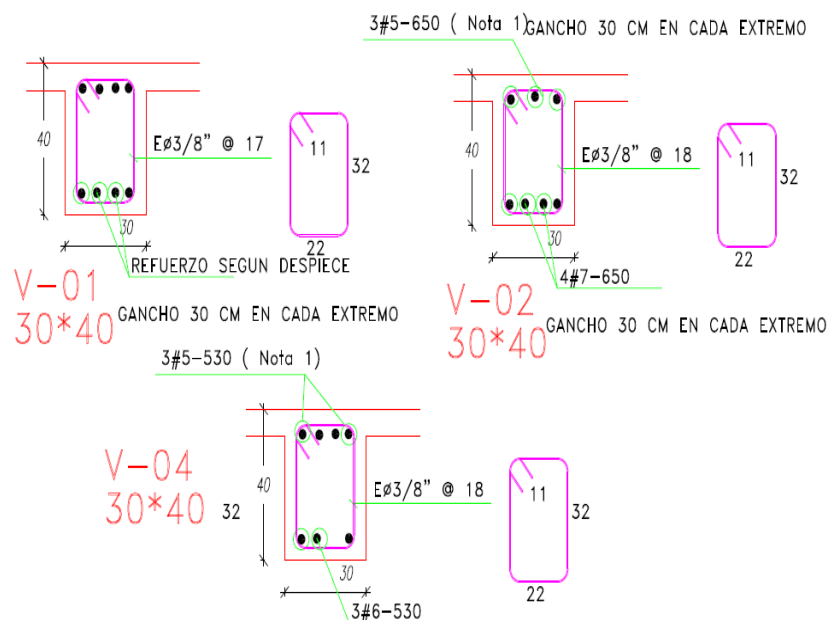 3#5-650 ( Nota 1)
GANCHO 30 CM EN CADA EXTREMO
40
Eø3/8" @ 17
11
32
22
30
REFUERZO SEGUN DESPIECE
V-01
30*40
GANCHO 30 CM EN CADA EXTREMO
40
Eø3/8" @ 18
11
32
22
30
4#7-650
V-02
30*40
GANCHO 30 CM EN CADA EXTREMO
3#5-530 ( Nota 1)
V-04
30*40
32
40
Eø3/8" @ 18
11
32
22
30
3#6-530